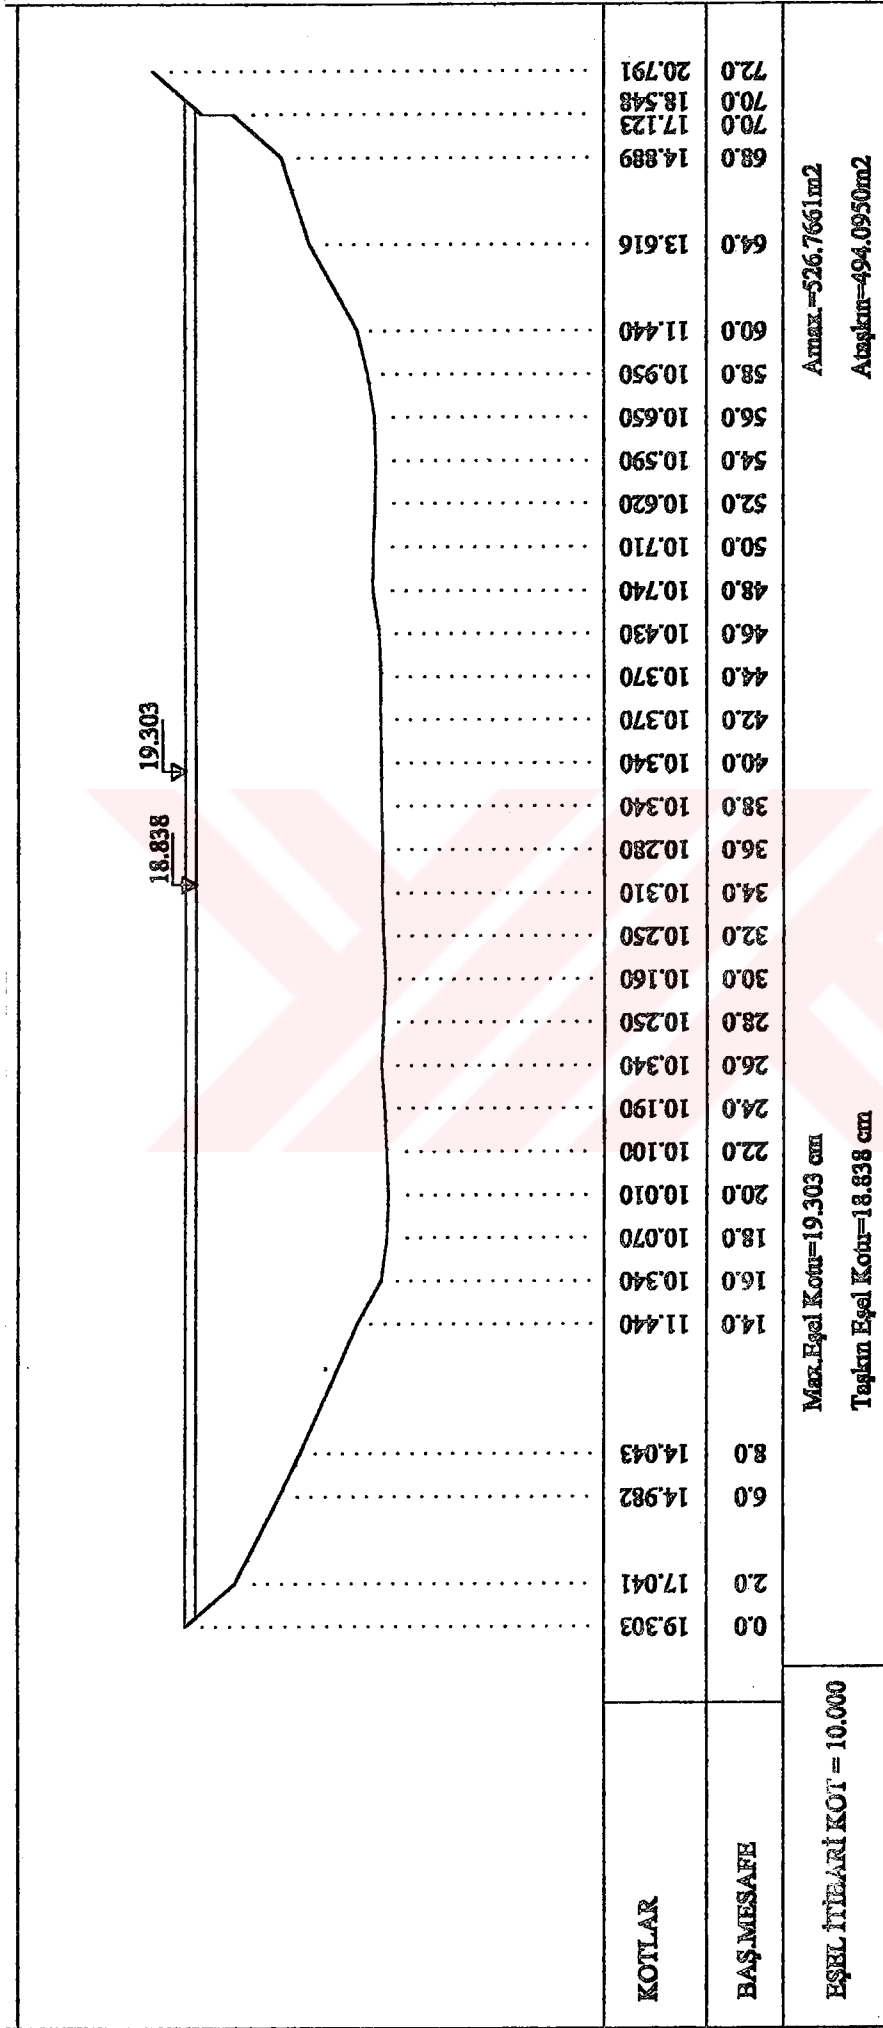 19.303
18.838
KOTLAR 19.303 17.041 14.982 14.043 11.440 10.340 10.070 10.010 10.100 10.190 10.340 10.250 10.160 10.250 10.310 10.280 10.340 10.340 10.370 10.370 10.430 10.740 10.710 10.620 10.590 10.650 10.950 11.440 13.616 14.889 17.123 18.548 20.791
BAŞ.MESAFE 0.0 2.0 6.0 8.0 14.0 16.0 18.0 20.0 22.0 24.0 26.0 28.0 30.0 32.0 34.0 36.0 38.0 40.0 42.0 44.0 46.0 48.0 50.0 52.0 54.0 56.0 58.0 60.0 64.0 68.0 70.0 70.0 72.0
EŞEL İTİBARİ KOT = 10.000 Max.Eşel Kotu=19.303 cm Amax.=526.7661m2
Taşkın Eşel Kotu=18.838 cm Ataşkın=494.0950m2